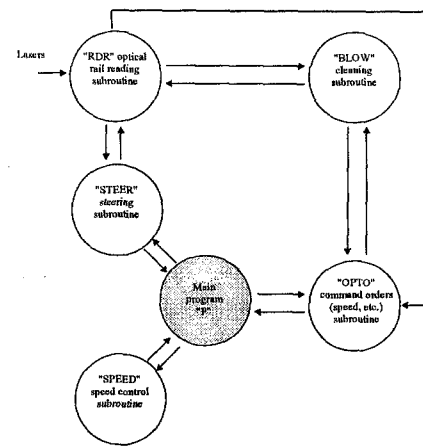 Lasers
"RDR" optical
rail reading
subroutine
"BLOW"
cleaning
subroutine
"STEER"
steering
subroutine
Main
program
"P"
"OPTO"
command orders
(speed, etc.)
subroutine
"SPEED"
speed control
subroutine